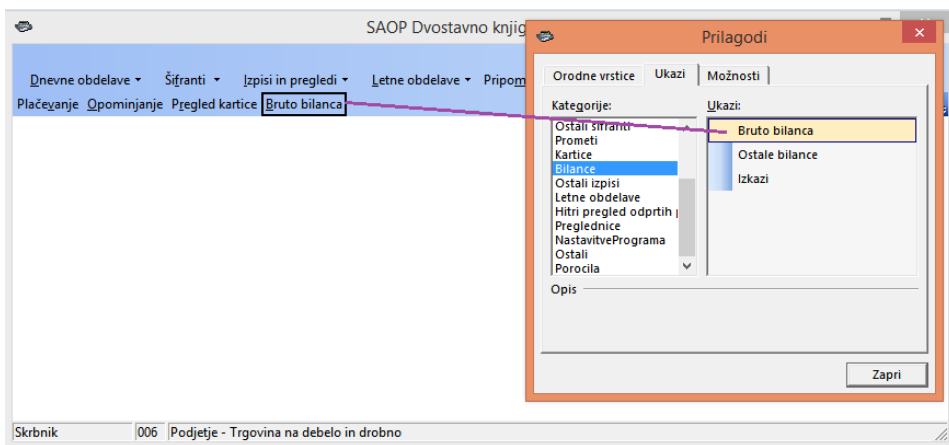 SAOP Dvostavno knjig
Dnevne obdelave Šifranti Izpisi in pregledi Letne obdelave Pripom
Plačevanje Opominjanje Pregled kartice Bruto bilanca
Prilagodi
Orodne vrstice Ukazi Možnosti
Kategorije:
Ostali šifranti
Prometi
Kartice
Bilance
Ostali izpisi
Letne obdelave
Hitri pregled odprtih
Preglednice
NastavitvePrograma
Ostali
Porocila
Ukazi:
Bruto bilanca
Ostale bilance
Izkazi
Opis
Zapri
Skrbnik 006 Podjetje - Trgovina na debelo in drobno